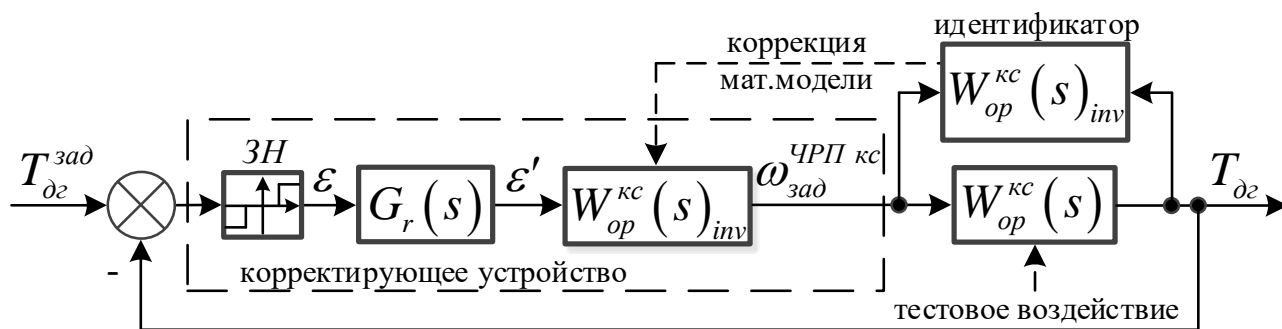 идентификатор
коррекция
мат.модели
W_{op}^{кс}(s)_{inv}
T_{дг}^{зад}
ЗН
ε
G_r(s)
ε'
W_{op}^{кс}(s)_{inv}
ω_{зад}^{ЧРП кс}
W_{op}^{кс}(s)
T_{дг}
-
корректирующее устройство
тестовое воздействие